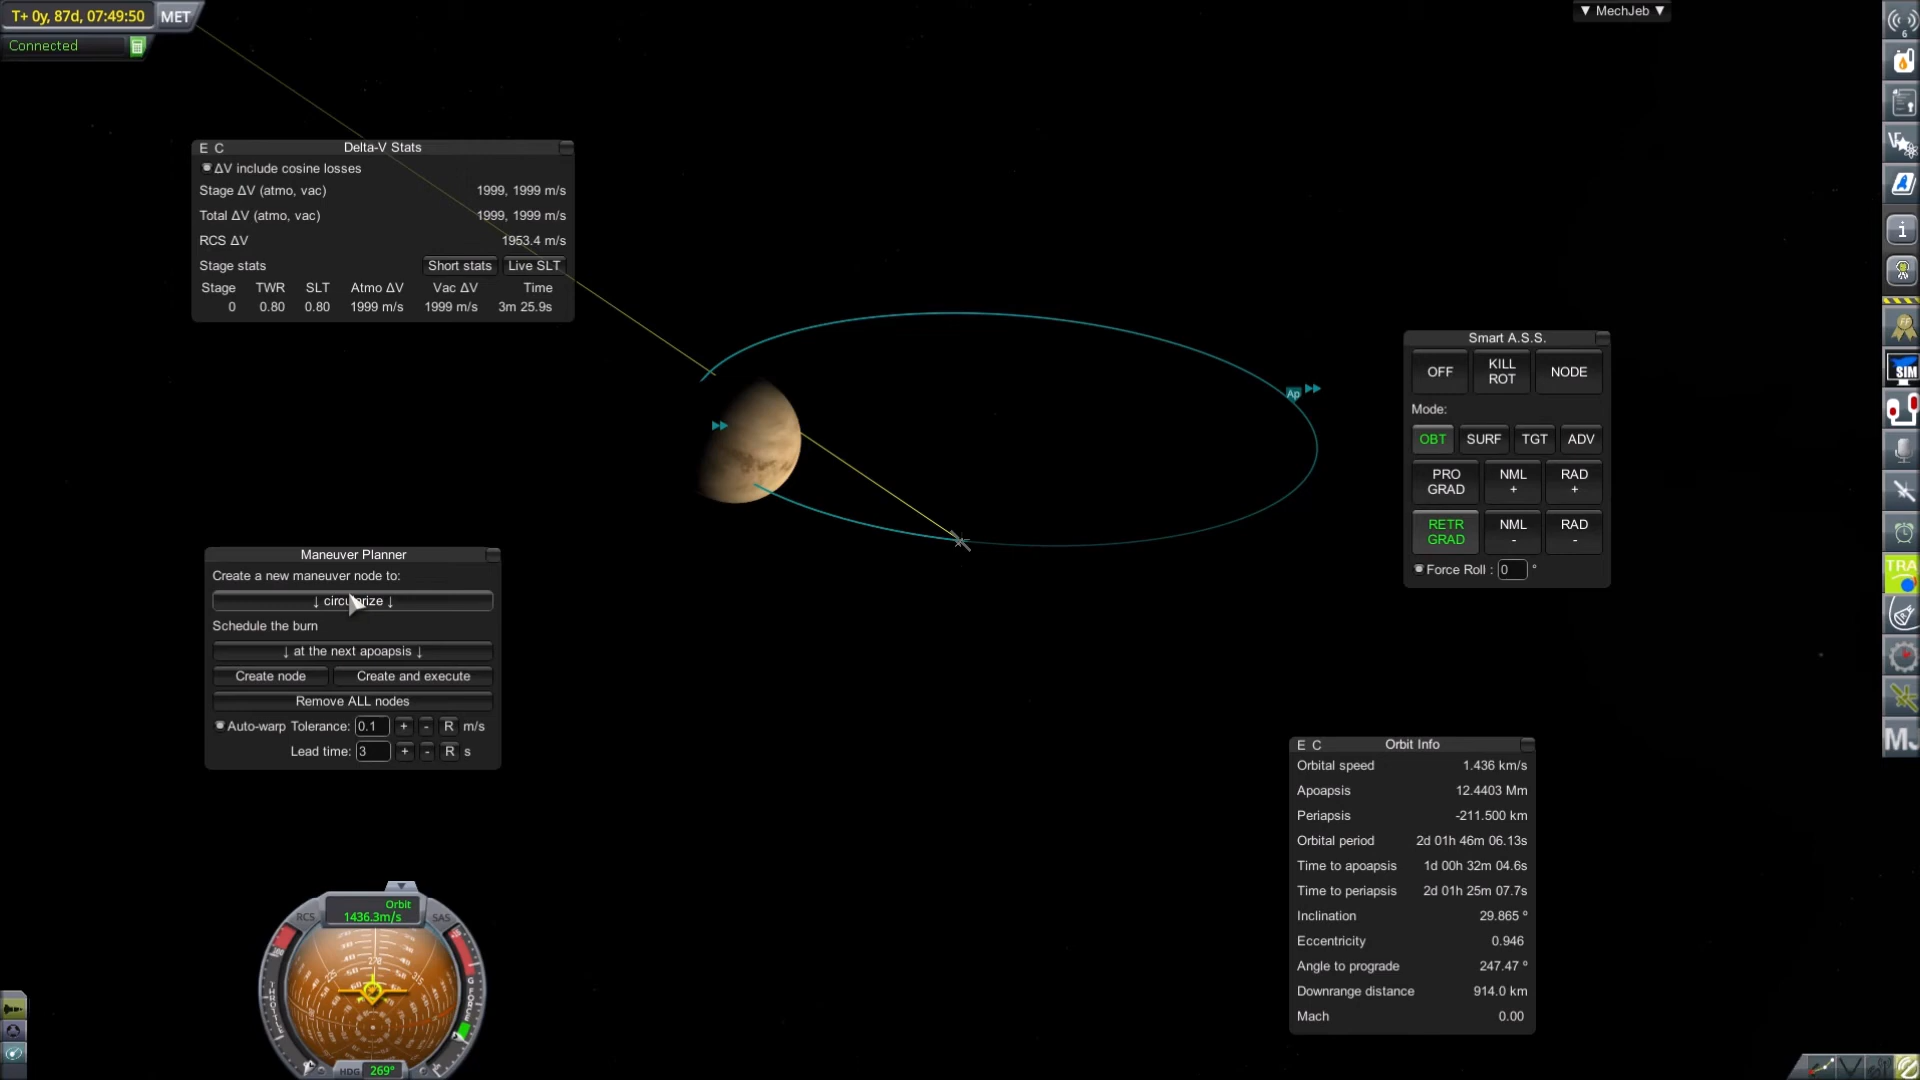 T+ 0y, 87d, 07:49:50 MET
▼ MechJeb ▼
Connected
6
E C Delta-V Stats
ΔV include cosine losses
Stage ΔV (atmo, vac) 1999, 1999 m/s
Total ΔV (atmo, vac) 1999, 1999 m/s
RCS ΔV 1953.4 m/s
Stage stats Short stats Live SLT
Stage TWR SLT Atmo ΔV Vac ΔV Time
0 0.80 0.80 1999 m/s 1999 m/s 3m 25.9s
Ap
Smart A.S.S.
OFF KILL ROT NODE
Mode:
OBT SURF TGT ADV
PRO GRAD NML + RAD +
RETR GRAD NML - RAD -
Force Roll : 0 °
SIM
TRA
MJ
Maneuver Planner
Create a new maneuver node to:
↓ circularize ↓
Schedule the burn
↓ at the next apoapsis ↓
Create node Create and execute
Remove ALL nodes
Auto-warp Tolerance: 0.1 + - R m/s
Lead time: 3 + - R s
E C Orbit Info
Orbital speed 1.436 km/s
Apoapsis 12.4403 Mm
Periapsis -211.500 km
Orbital period 2d 01h 46m 06.13s
Time to apoapsis 1d 00h 32m 04.6s
Time to periapsis 2d 01h 25m 07.7s
Inclination 29.865 º
Eccentricity 0.946
Angle to prograde 247.47 º
Downrange distance 914.0 km
Mach 0.00
Orbit
RCS 1436.3m/s SAS
THROTTLE
G FORCE
HDG 269°